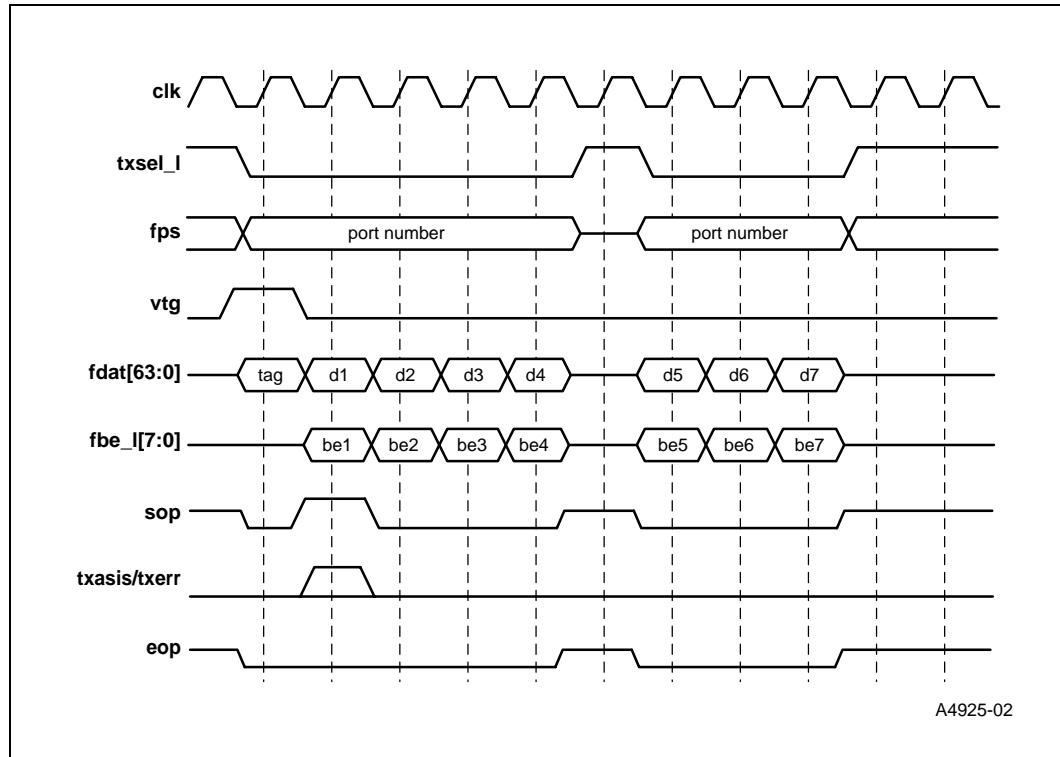 clk
txsel_l
fps port number port number
vtg
fdat[63:0] tag d1 d2 d3 d4 d5 d6 d7
fbe_l[7:0] be1 be2 be3 be4 be5 be6 be7
sop
txasis/txerr
eop
A4925-02